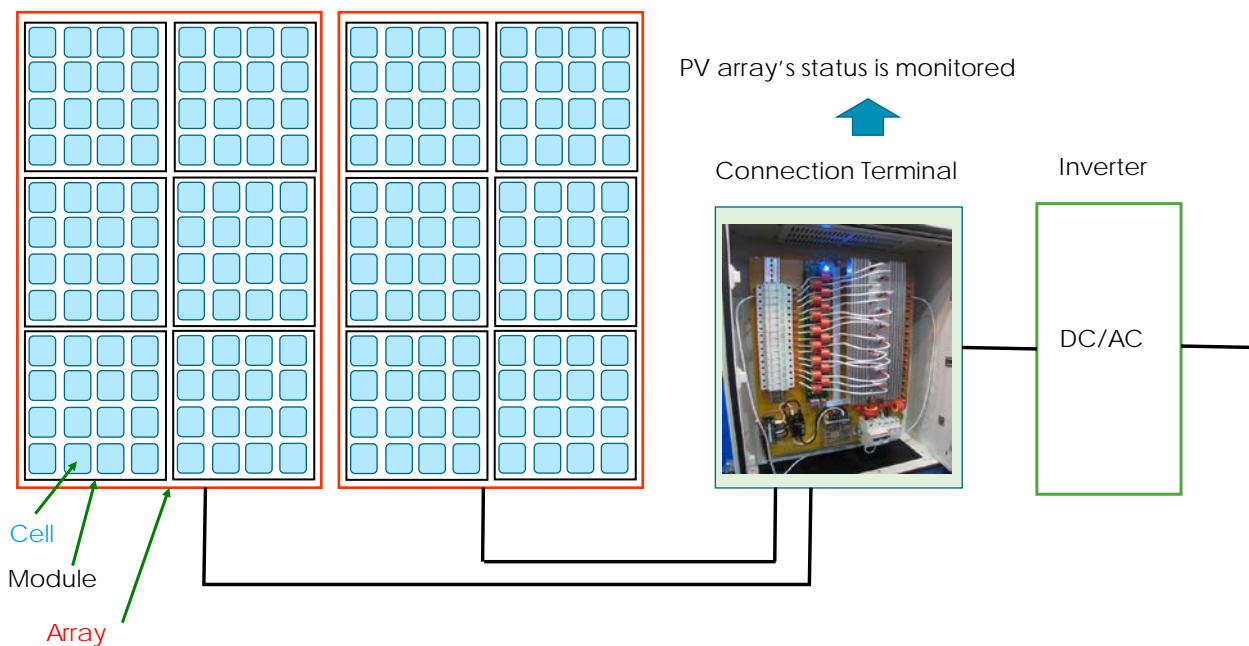 PV array's status is monitored
Connection Terminal
Inverter
DC/AC
Cell
Module
Array